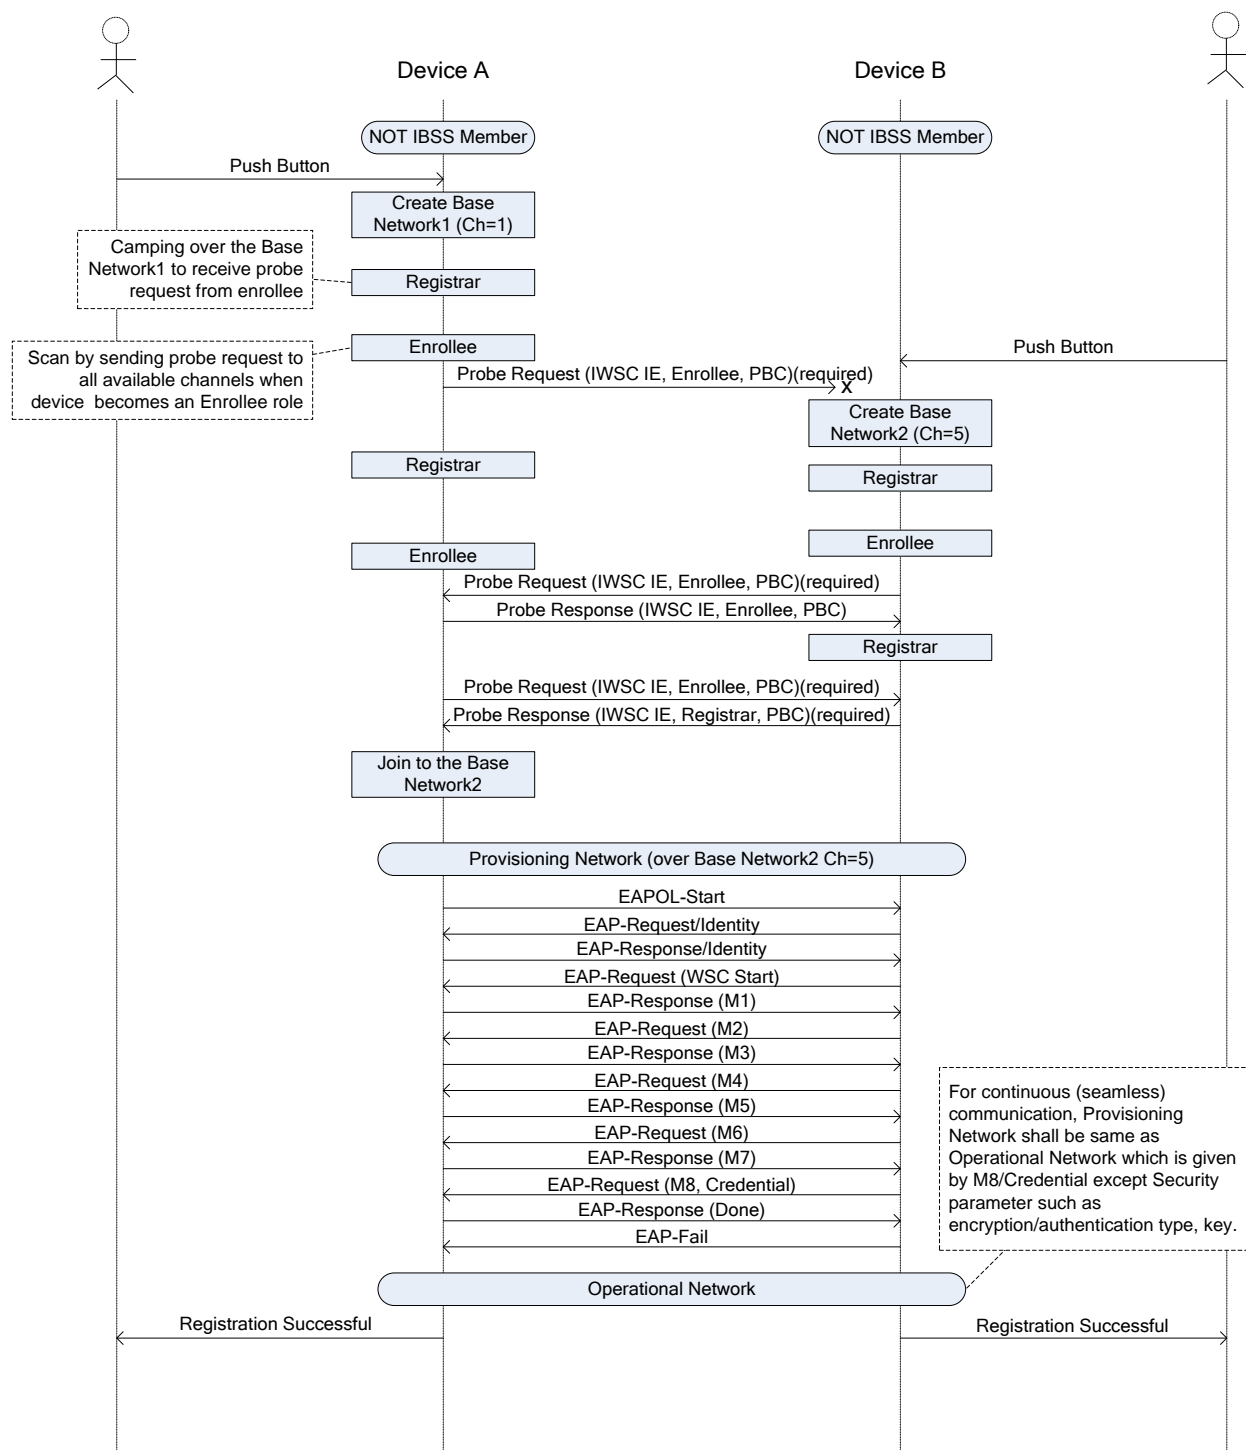 Device A
Device B
NOT IBSS Member
NOT IBSS Member
Push Button
Create Base
Network1 (Ch=1)
Camping over the Base
Network1 to receive probe
request from enrollee
Registrar
Enrollee
Scan by sending probe request to
all available channels when
device becomes an Enrollee role
Push Button
Probe Request (IWSC IE, Enrollee, PBC)(required)
x
Create Base
Network2 (Ch=5)
Registrar
Registrar
Enrollee
Enrollee
Probe Request (IWSC IE, Enrollee, PBC)(required)
Probe Response (IWSC IE, Enrollee, PBC)
Registrar
Probe Request (IWSC IE, Enrollee, PBC)(required)
Probe Response (IWSC IE, Registrar, PBC)(required)
Join to the Base
Network2
Provisioning Network (over Base Network2 Ch=5)
EAPOL-Start
EAP-Request/Identity
EAP-Response/Identity
EAP-Request (WSC Start)
EAP-Response (M1)
EAP-Request (M2)
EAP-Response (M3)
EAP-Request (M4)
EAP-Response (M5)
EAP-Request (M6)
EAP-Response (M7)
EAP-Request (M8, Credential)
EAP-Response (Done)
EAP-Fail
For continuous (seamless)
communication, Provisioning
Network shall be same as
Operational Network which is given
by M8/Credential except Security
parameter such as
encryption/authentication type, key.
Operational Network
Registration Successful
Registration Successful